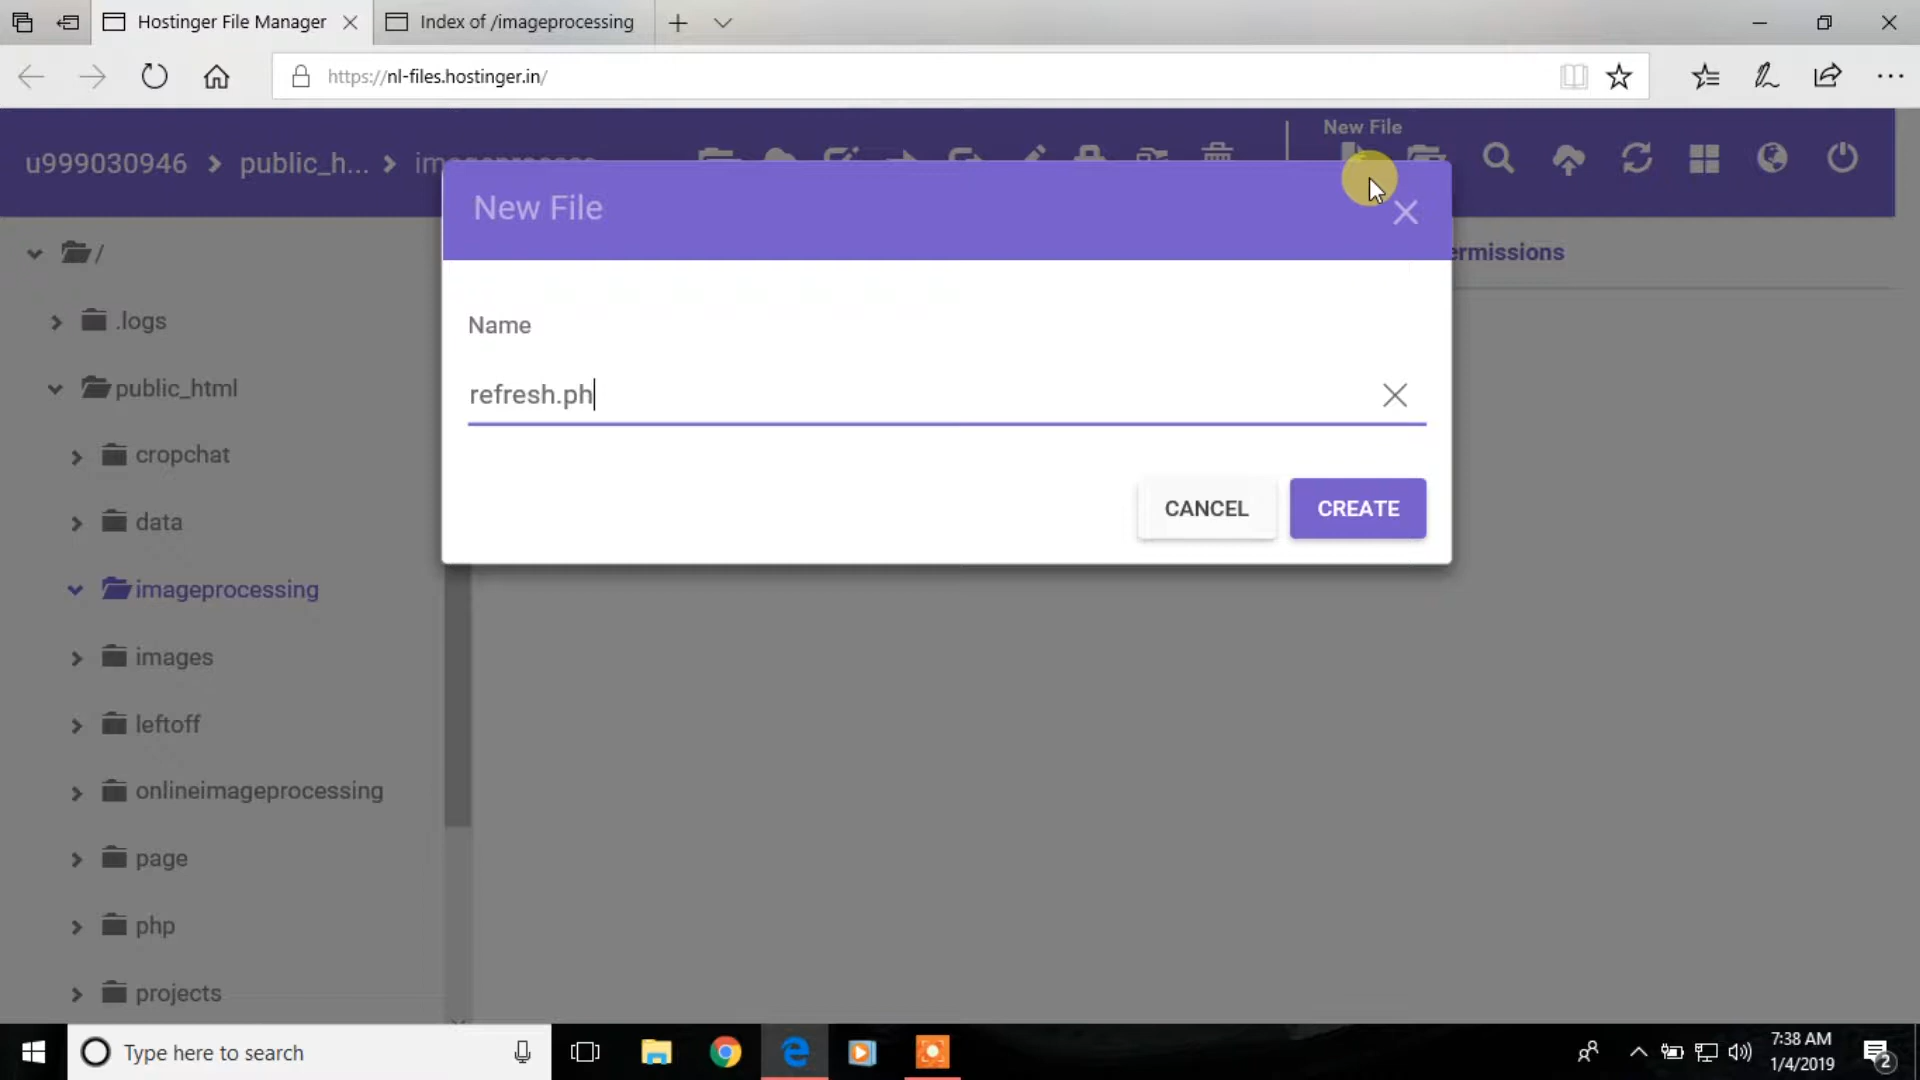 Hostinger File Manager
Index of /imageprocessing
https://nl-files.hostinger.in/
New File
u999030946 > public_h... >
New File
ermissions
Name
refresh.ph
CANCEL
CREATE
/
.logs
public_html
cropchat
data
imageprocessing
images
leftoff
onlineimageprocessing
page
php
projects
Type here to search
7:38 AM
1/4/2019
2